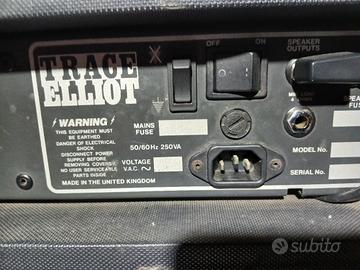 TRACE
ELLIOT
OFF
ON
SPEAKER
OUTPUTS
WARNING
THIS EQUIPMENT MUST
BE EARTHED
DANGER OF ELECTRICAL
SHOCK
DISCONNECT POWER
SUPPLY BEFORE
REMOVING COVERS
NO USER SERVICEABLE
PARTS INSIDE
MAINS
FUSE
50/60Hz 250VA
VOLTAGE
V.A.C. ~
MADE IN THE UNITED KINGDOM
SPEA
FUS
MODEL No.
SERIAL No.
subito